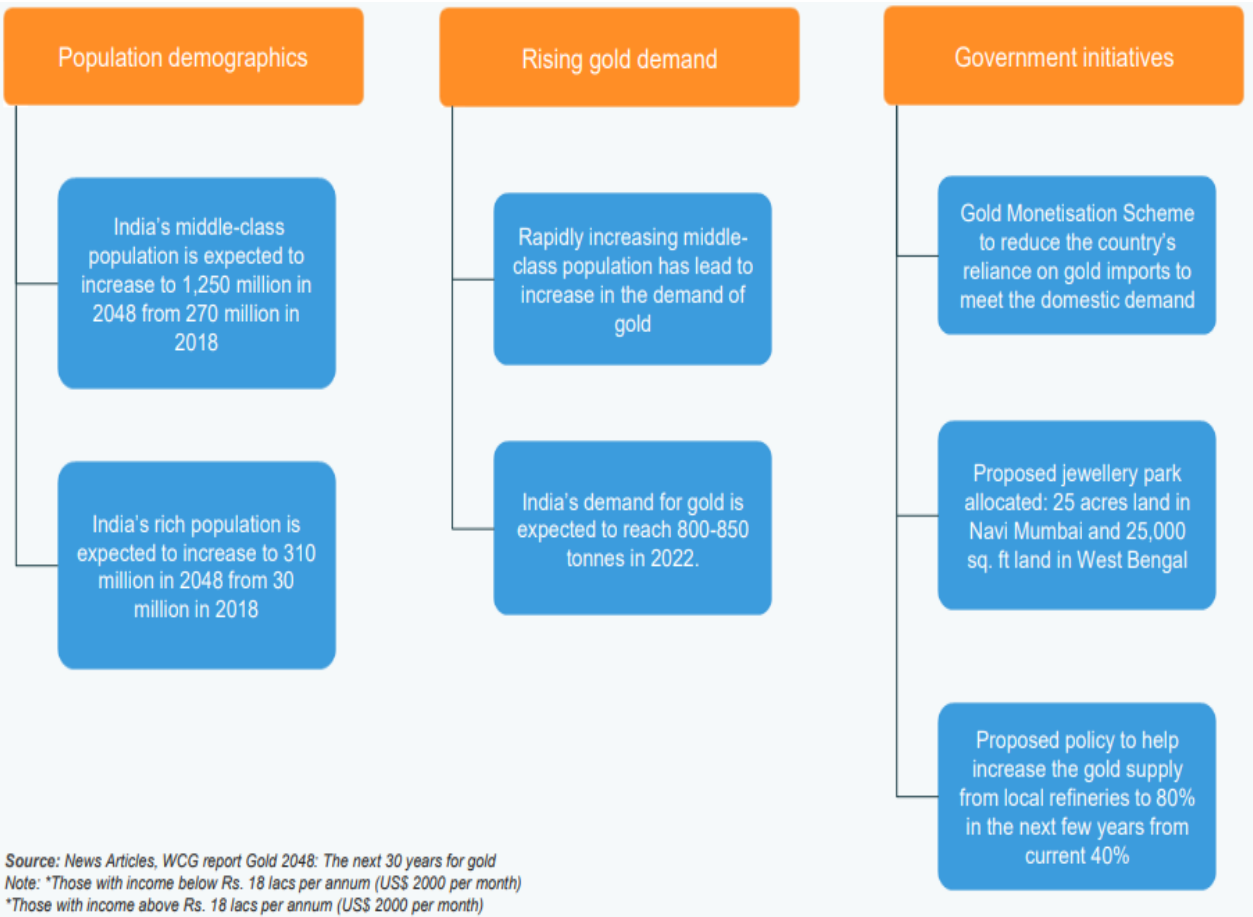 Population demographics
India's middle-class
population is expected to
increase to 1,250 million in
2048 from 270 million in
2018
India's rich population is
expected to increase to 310
million in 2048 from 30
million in 2018
Rising gold demand
Rapidly increasing middle-
class population has lead to
increase in the demand of
gold
India's demand for gold is
expected to reach 800-850
tonnes in 2022.
Government initiatives
Gold Monetisation Scheme
to reduce the country's
reliance on gold imports to
meet the domestic demand
Proposed jewellery park
allocated: 25 acres land in
Navi Mumbai and 25,000
sq. ft land in West Bengal
Proposed policy to help
increase the gold supply
from local refineries to 80%
in the next few years from
current 40%
Source: News Articles, WCG report Gold 2048: The next 30 years for gold
Note: *Those with income below Rs. 18 lacs per annum (US$ 2000 per month)
*Those with income above Rs. 18 lacs per annum (US$ 2000 per month)